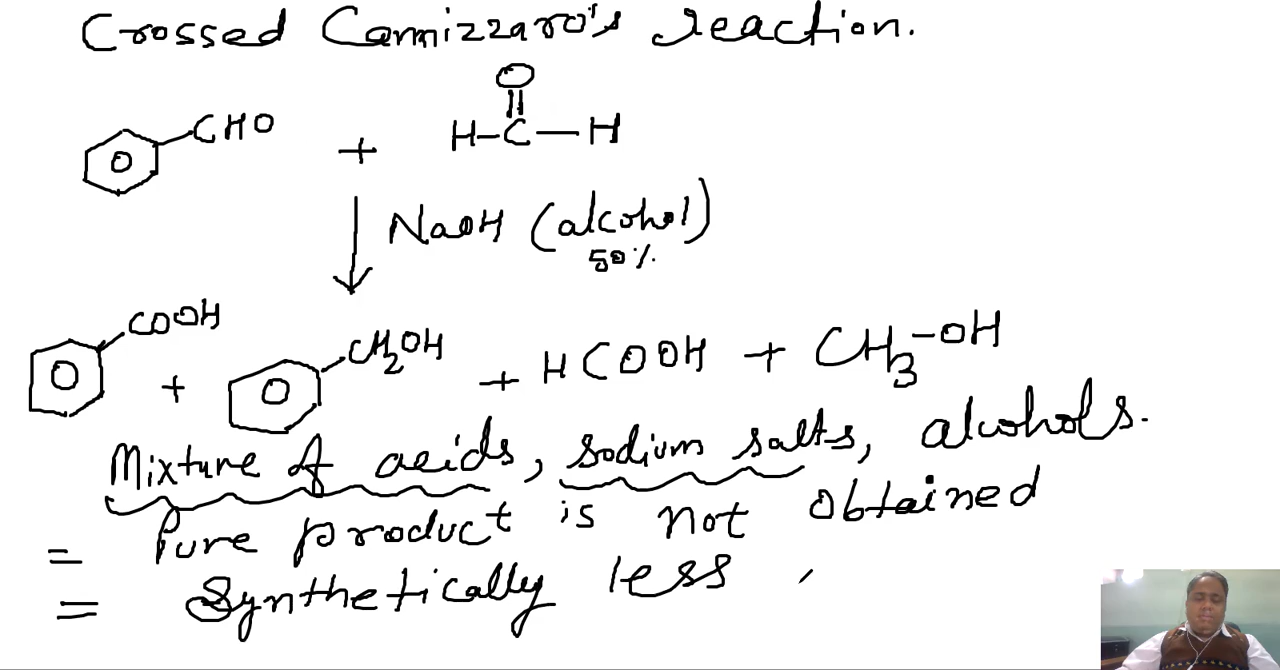 Crossed Cannizzaro's reaction.
CHO + H-C-H
O
NaOH (alcohol)
50%
COOH + CH2OH + HCOOH + CH3-OH
Mixture of acids, sodium salts, alcohols.
= Pure product is not obtained
= Synthetically less